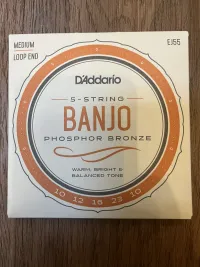 MEDIUM
LOOP END
EJ55
D'Addario
5-STRING
BANJO
PHOSPHOR BRONZE
WARM, BRIGHT &
BALANCED TONE
10 12 16 23 10